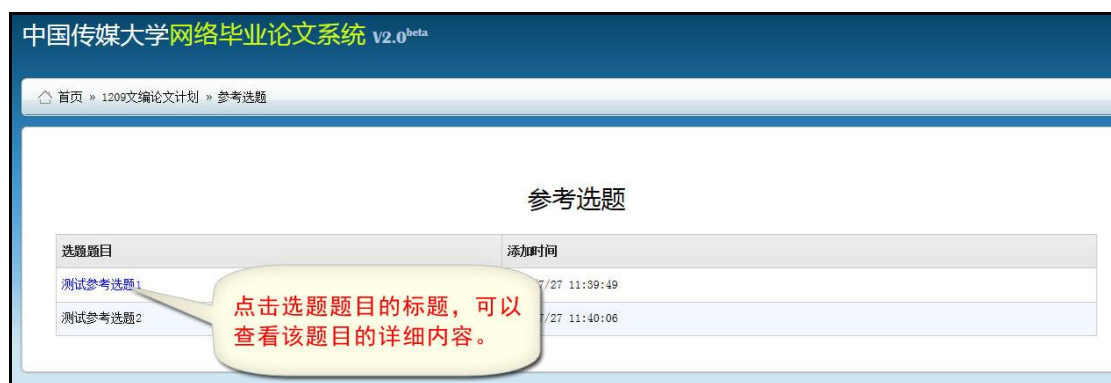 中国传媒大学网络毕业论文系统 V2.0beta
首页 » 1209文编论文计划 » 参考选题
参考选题
选题题目 添加时间
测试参考选题1 7/27 11:39:49
测试参考选题2 7/27 11:40:06
点击选题题目的标题，可以
查看该题目的详细内容。